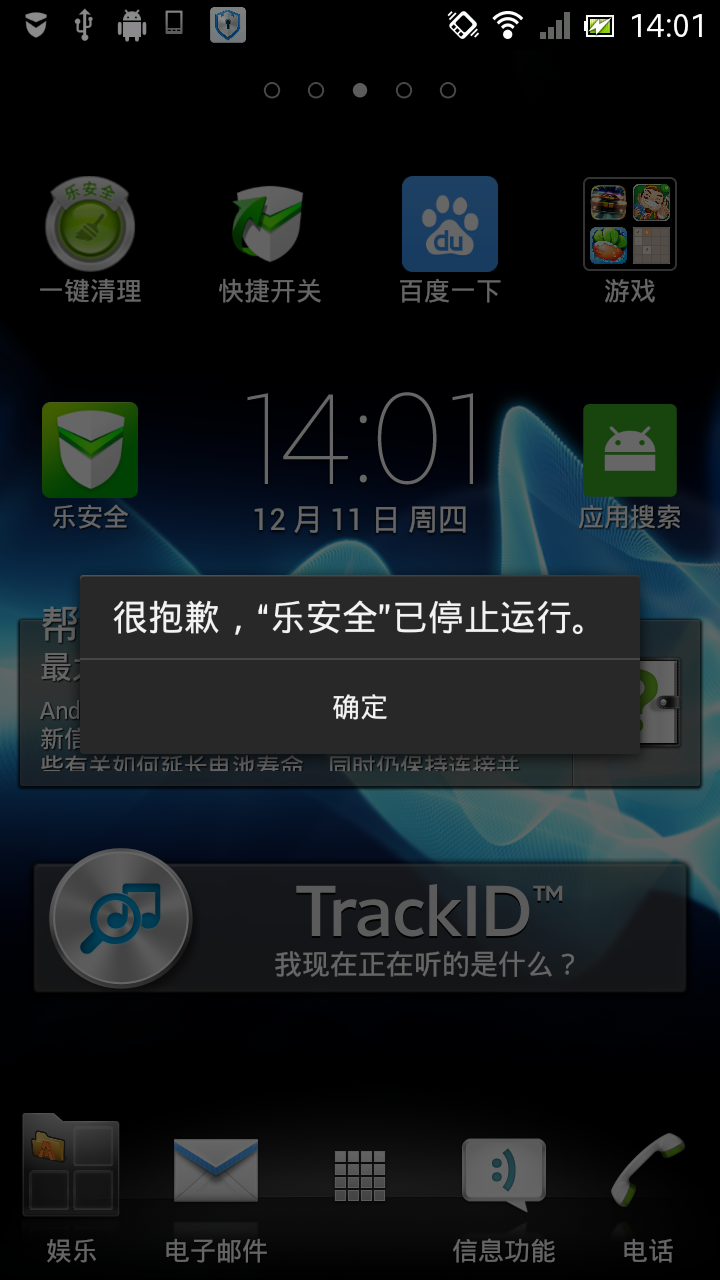 14:01
乐安全
du
一键清理
快捷开关
百度一下
游戏
14:01
乐安全
12 月 11 日 周四
应用搜索
很抱歉，“乐安全”已停止运行。
确定
帮
最
And
新信
些有关如何延长电池寿命　同时仍保持连接并
TrackID™
我现在正在听的是什么？
娱乐
电子邮件
信息功能
电话